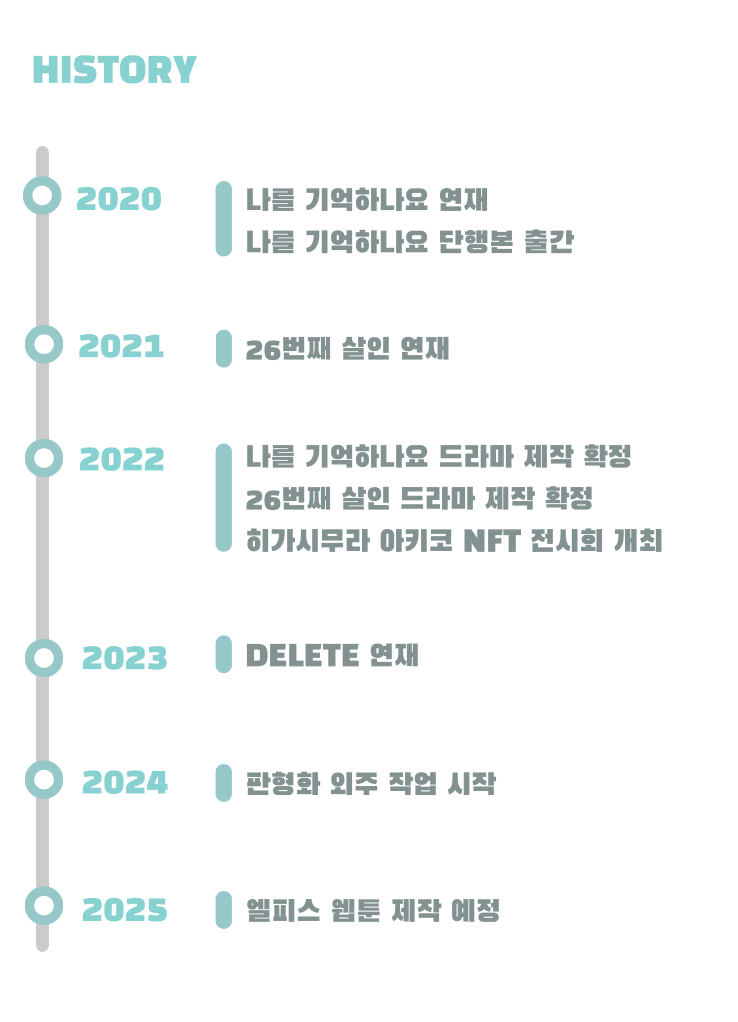 HISTORY
2020
나를 기억하나요 연재
나를 기억하나요 단행본 출간
2021
26번째 살인 연재
2022
나를 기억하나요 드라마 제작 확정
26번째 살인 드라마 제작 확정
히가시무라 아키코 NFT 전시회 개최
2023
DELETE 연재
2024
판형화 외주 작업 시작
2025
엘피스 웹툰 제작 예정